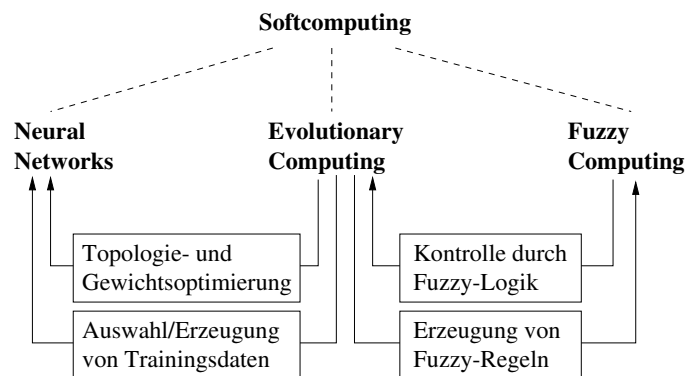 Softcomputing
Neural
Networks
Evolutionary
Computing
Fuzzy
Computing
Topologie- und
Gewichtsoptimierung
Kontrolle durch
Fuzzy-Logik
Auswahl/Erzeugung
von Trainingsdaten
Erzeugung von
Fuzzy-Regeln